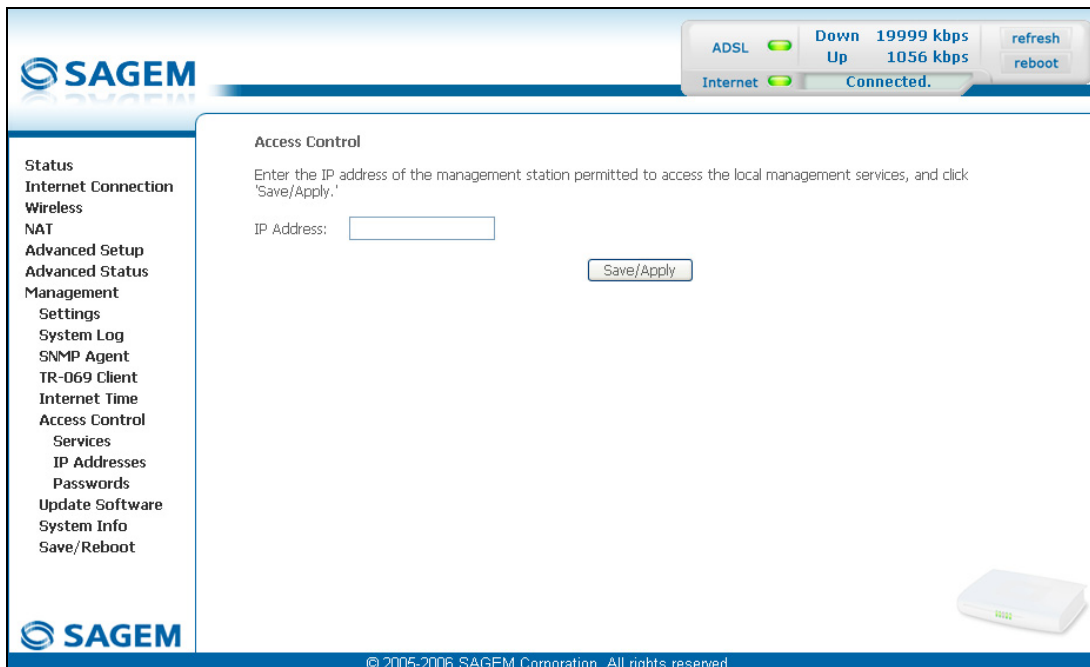 SAGEM
ADSL Down 19999 kbps
Up 1056 kbps
Internet Connected.
refresh
reboot
Status
Internet Connection
Wireless
NAT
Advanced Setup
Advanced Status
Management
Settings
System Log
SNMP Agent
TR-069 Client
Internet Time
Access Control
Services
IP Addresses
Passwords
Update Software
System Info
Save/Reboot
SAGEM
Access Control
Enter the IP address of the management station permitted to access the local management services, and click
'Save/Apply.'
IP Address:
Save/Apply
© 2005-2006 SAGEM Corporation. All rights reserved